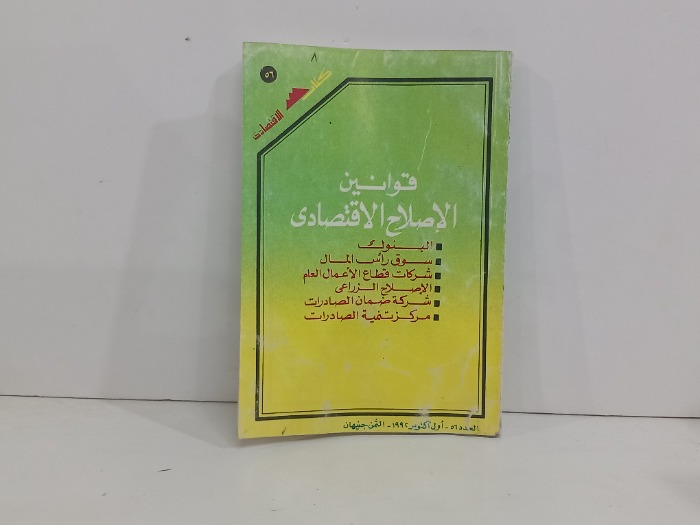 ٨
٥٦
كتاب
الاقتصادى
قوانين
الإصلاح الاقتصادى
البنوك
سوق رأس المال
شركات قطاع الأعمال العام
الإصلاح الزراعى
شركة ضمان الصادرات
مركز تنمية الصادرات
العدد ٥٦ - أول أكتوبر ١٩٩٢ - الثمن جنيهان